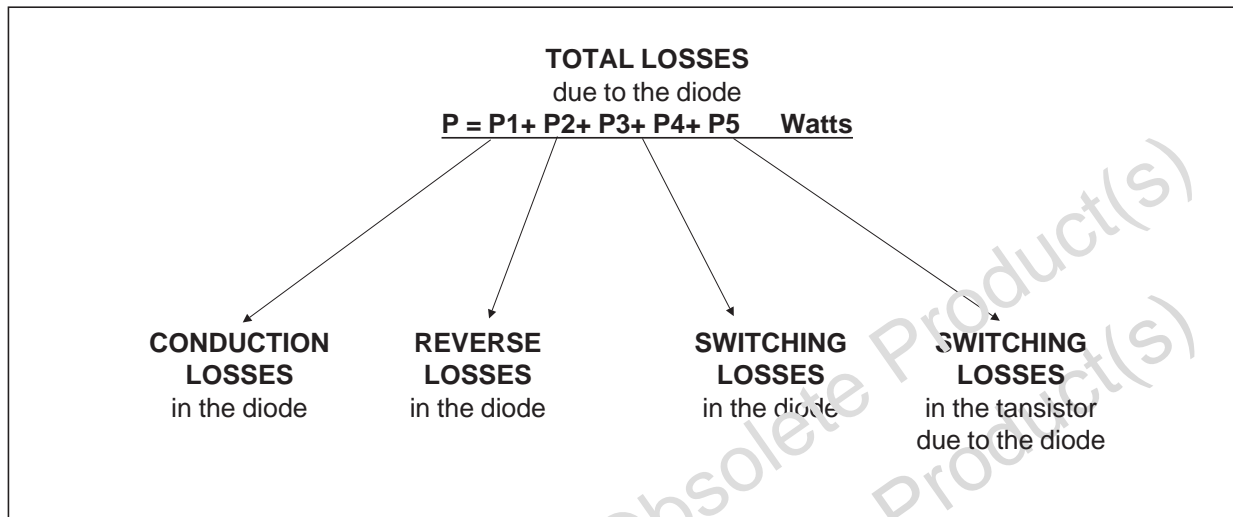 TOTAL LOSSES
due to the diode
P = P1+ P2+ P3+ P4+ P5 Watts
CONDUCTION
LOSSES
in the diode
REVERSE
LOSSES
in the diode
SWITCHING
LOSSES
in the diode
SWITCHING
LOSSES
in the tansistor
due to the diode
Obsolete Product(s)
Product(s)